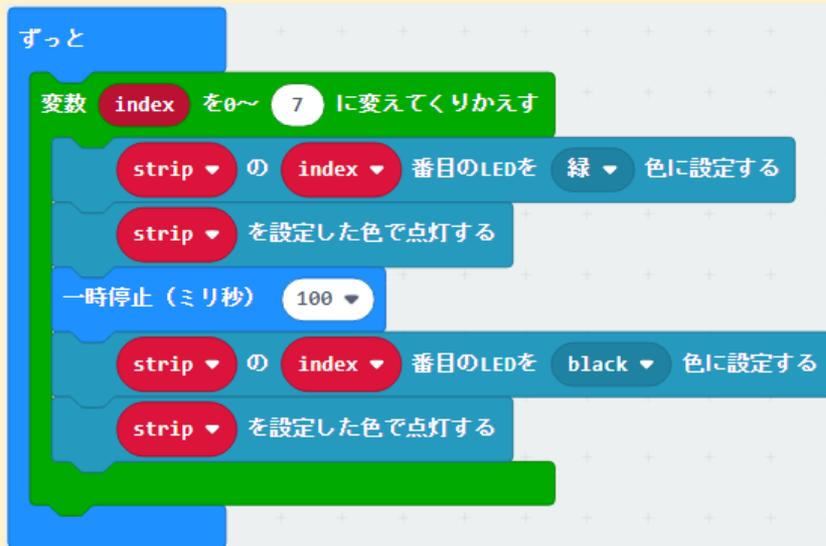 ずっと
変数 index を0～ 7 に変えてくりかえす
strip の index 番目のLEDを 緑 色に設定する
strip を設定した色で点灯する
一時停止（ミリ秒） 100
strip の index 番目のLEDを black 色に設定する
strip を設定した色で点灯する